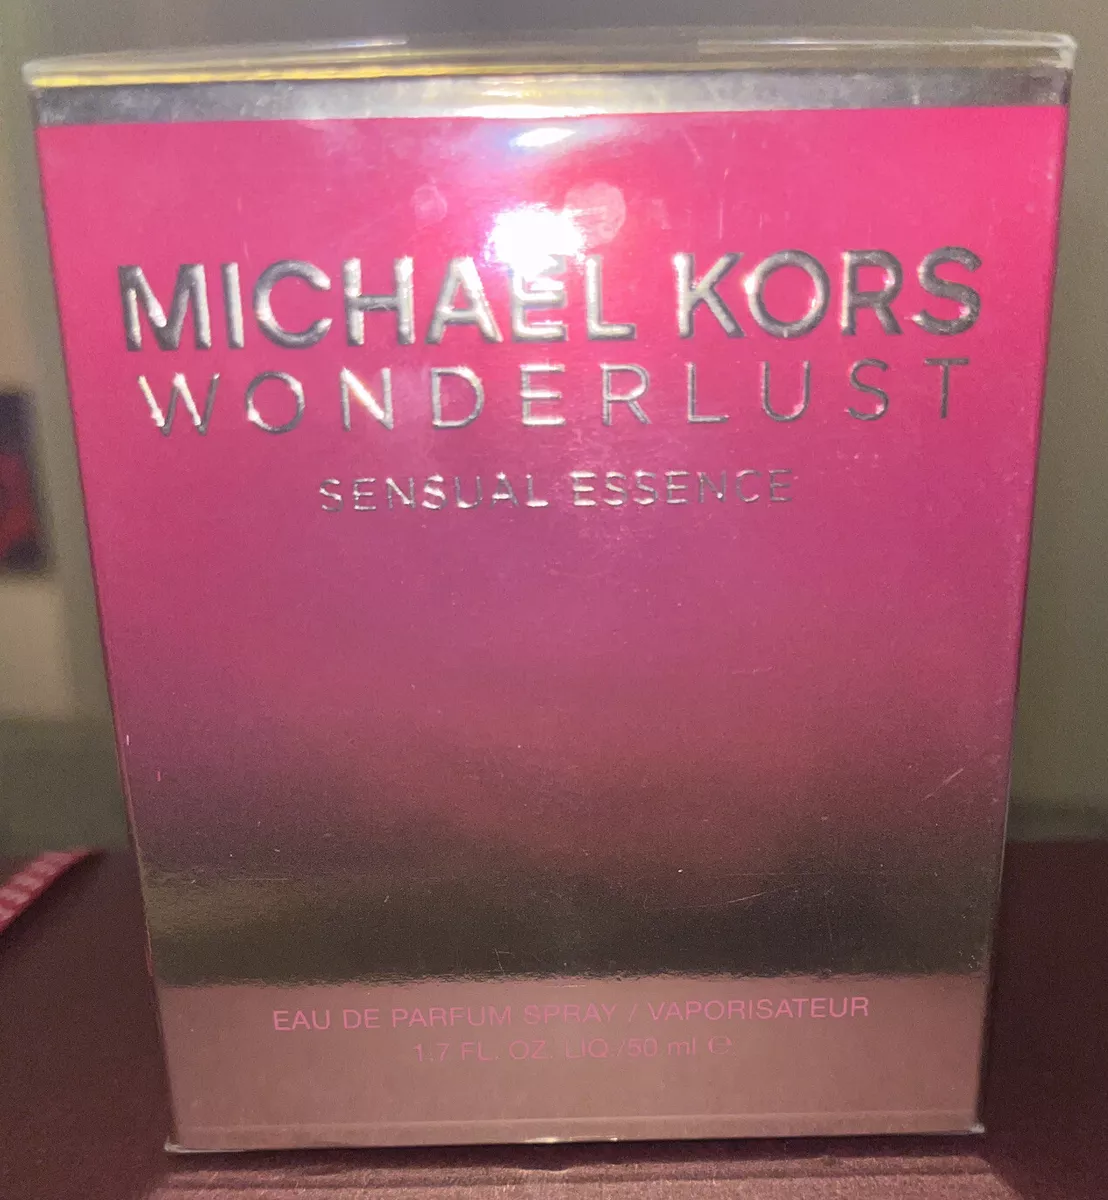 MICHAEL KORS
WONDERLUST
SENSUAL ESSENCE
EAU DE PARFUM SPRAY / VAPORISATEUR
1.7 FL. OZ. LIQ./50 ml ℮